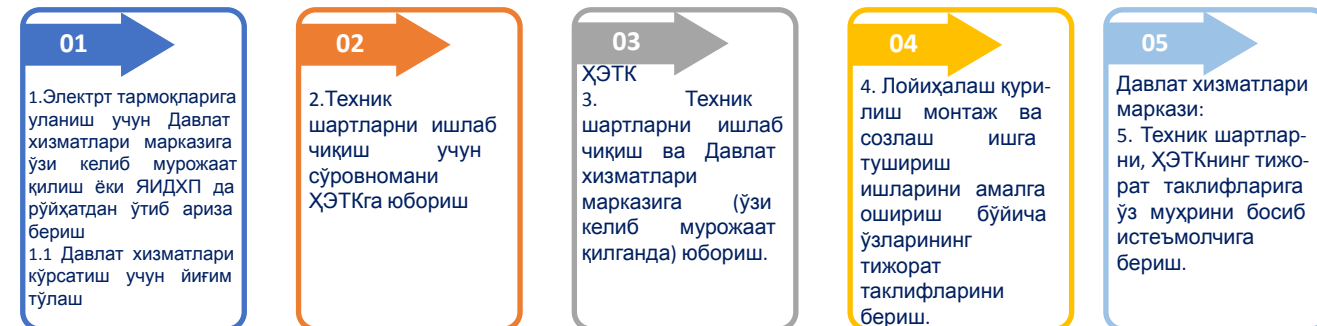 01
1.Электрт тармоқларига
уланиш учун Давлат
хизматлари марказига
ўзи келиб мурожаат
қилиш ёки ЯИДХП да
рўйҳатдан ўтиб ариза
бериш
1.1 Давлат хизматлари
кўрсатиш учун йиғим
тўлаш
02
2.Техник
шартларни ишлаб
чиқиш учун
сўровномани
ҲЭТКга юбориш
03
ҲЭТК
3. Техник
шартларни ишлаб
чиқиш ва Давлат
хизматлари
марказига (ўзи
келиб мурожаат
қилганда) юбориш.
04
4. Лойиҳалаш қури-
лиш монтаж ва
созлаш ишга
тушириш
ишларини амалга
ошириш бўйича
ўзларининг
тижорат
таклифларини
бериш.
05
Давлат хизматлари
маркази:
5. Техник шартлар-
ни, ҲЭТКнинг тижо-
рат таклифларига
ўз муҳрини босиб
истеъмолчига
бериш.